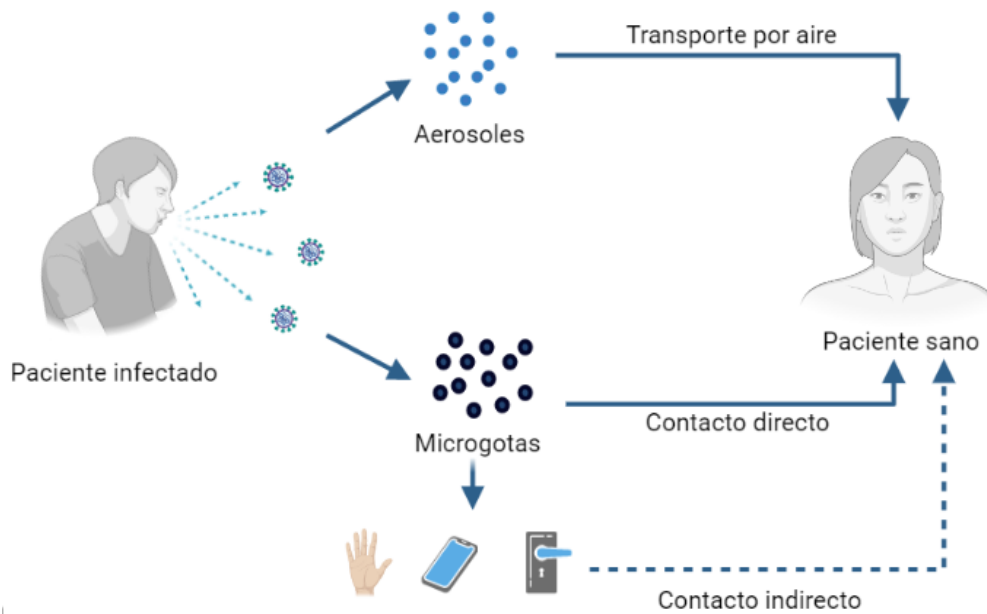 Transporte por aire
Aerosoles
Paciente infectado
Paciente sano
Contacto directo
Microgotas
Contacto indirecto